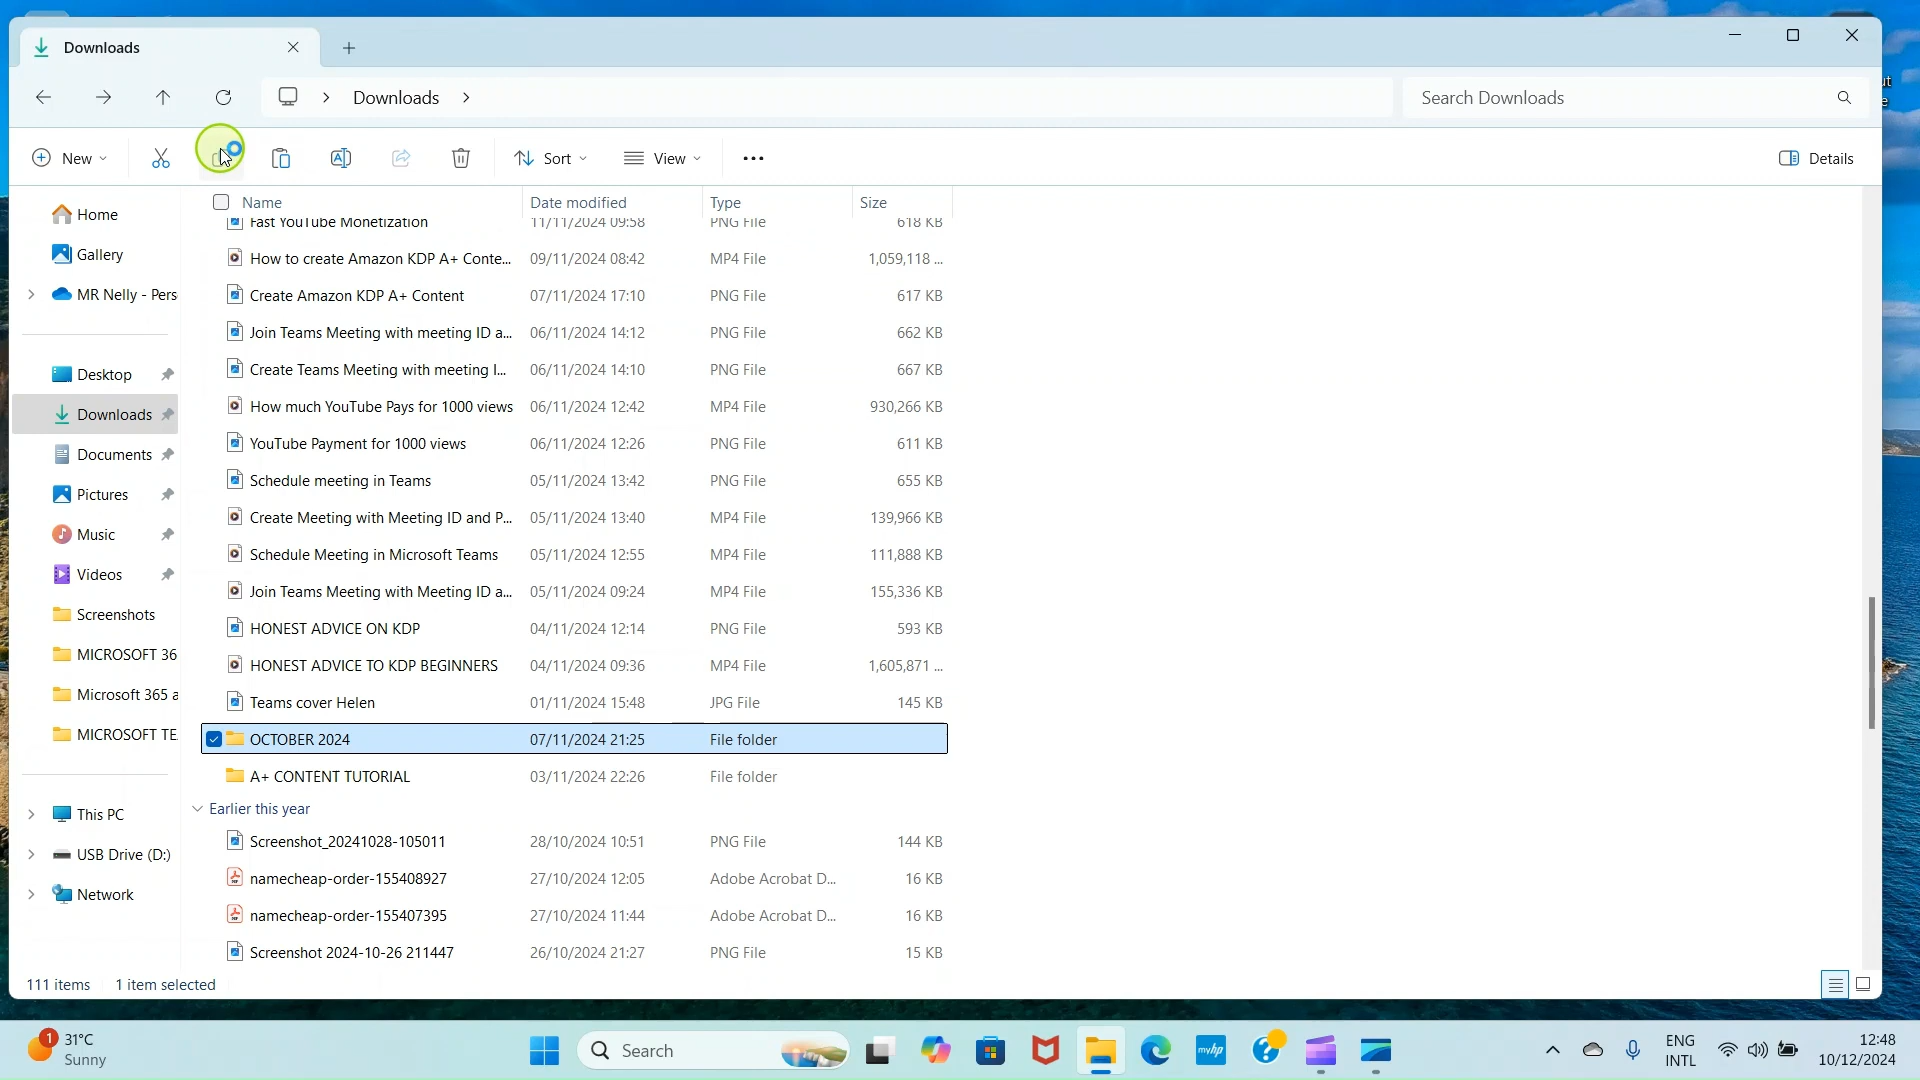 Downloads
Downloads
Search Downloads
New
Sort
View
Details
Home
Gallery
MR Nelly - Pers
Desktop
Downloads
Documents
Pictures
Music
Videos
Screenshots
MICROSOFT 36
Microsoft 365 a
MICROSOFT TE
This PC
USB Drive (D:)
Network
Name Date modified Type Size
Fast YouTube Monetization 11/11/2024 09:58 PNG File 618 KB
How to create Amazon KDP A+ Conte... 09/11/2024 08:42 MP4 File 1,059,118 ...
Create Amazon KDP A+ Content 07/11/2024 17:10 PNG File 617 KB
Join Teams Meeting with meeting ID a... 06/11/2024 14:12 PNG File 662 KB
Create Teams Meeting with meeting I... 06/11/2024 14:10 PNG File 667 KB
How much YouTube Pays for 1000 views 06/11/2024 12:42 MP4 File 930,266 KB
YouTube Payment for 1000 views 06/11/2024 12:26 PNG File 611 KB
Schedule meeting in Teams 05/11/2024 13:42 PNG File 655 KB
Create Meeting with Meeting ID and P... 05/11/2024 13:40 MP4 File 139,966 KB
Schedule Meeting in Microsoft Teams 05/11/2024 12:55 MP4 File 111,888 KB
Join Teams Meeting with Meeting ID a... 05/11/2024 09:24 MP4 File 155,336 KB
HONEST ADVICE ON KDP 04/11/2024 12:14 PNG File 593 KB
HONEST ADVICE TO KDP BEGINNERS 04/11/2024 09:36 MP4 File 1,605,871 ...
Teams cover Helen 01/11/2024 15:48 JPG File 145 KB
OCTOBER 2024 07/11/2024 21:25 File folder
A+ CONTENT TUTORIAL 03/11/2024 22:26 File folder
Earlier this year
Screenshot_20241028-105011 28/10/2024 10:51 PNG File 144 KB
namecheap-order-155408927 27/10/2024 12:05 Adobe Acrobat D... 16 KB
namecheap-order-155407395 27/10/2024 11:44 Adobe Acrobat D... 16 KB
Screenshot 2024-10-26 211447 26/10/2024 21:27 PNG File 15 KB
111 items 1 item selected
1
31°C
Sunny
Search
myhp
ENG
INTL
12:48
10/12/2024